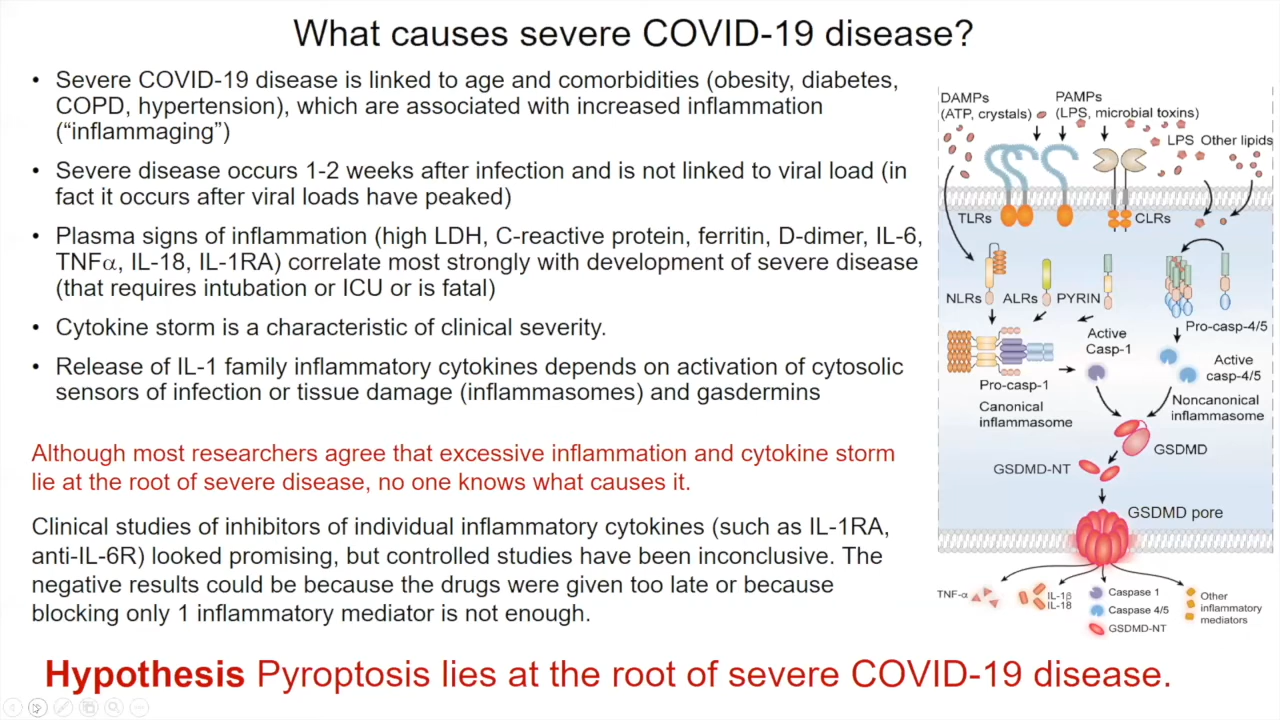 What causes severe COVID-19 disease?
• Severe COVID-19 disease is linked to age and comorbidities (obesity, diabetes,
COPD, hypertension), which are associated with increased inflammation
(“inflammaging”)
• Severe disease occurs 1-2 weeks after infection and is not linked to viral load (in
fact it occurs after viral loads have peaked)
• Plasma signs of inflammation (high LDH, C-reactive protein, ferritin, D-dimer, IL-6,
TNFα, IL-18, IL-1RA) correlate most strongly with development of severe disease
(that requires intubation or ICU or is fatal)
• Cytokine storm is a characteristic of clinical severity.
• Release of IL-1 family inflammatory cytokines depends on activation of cytosolic
sensors of infection or tissue damage (inflammasomes) and gasdermins
Although most researchers agree that excessive inflammation and cytokine storm
lie at the root of severe disease, no one knows what causes it.
Clinical studies of inhibitors of individual inflammatory cytokines (such as IL-1RA,
anti-IL-6R) looked promising, but controlled studies have been inconclusive. The
negative results could be because the drugs were given too late or because
blocking only 1 inflammatory mediator is not enough.
DAMPs
(ATP, crystals)
PAMPs
(LPS, microbial toxins)
LPS Other lipids
TLRs
CLRs
NLRs
ALRs
PYRIN
Pro-casp-4/5
Active
Casp-1
Active
casp-4/5
Pro-casp-1
Canonical
inflammasome
Noncanonical
inflammasome
GSDMD
GSDMD-NT
GSDMD pore
TNF-α
IL-1β
IL-18
Caspase 1
Caspase 4/5
GSDMD-NT
Other
inflammatory
mediators
Hypothesis Pyroptosis lies at the root of severe COVID-19 disease.